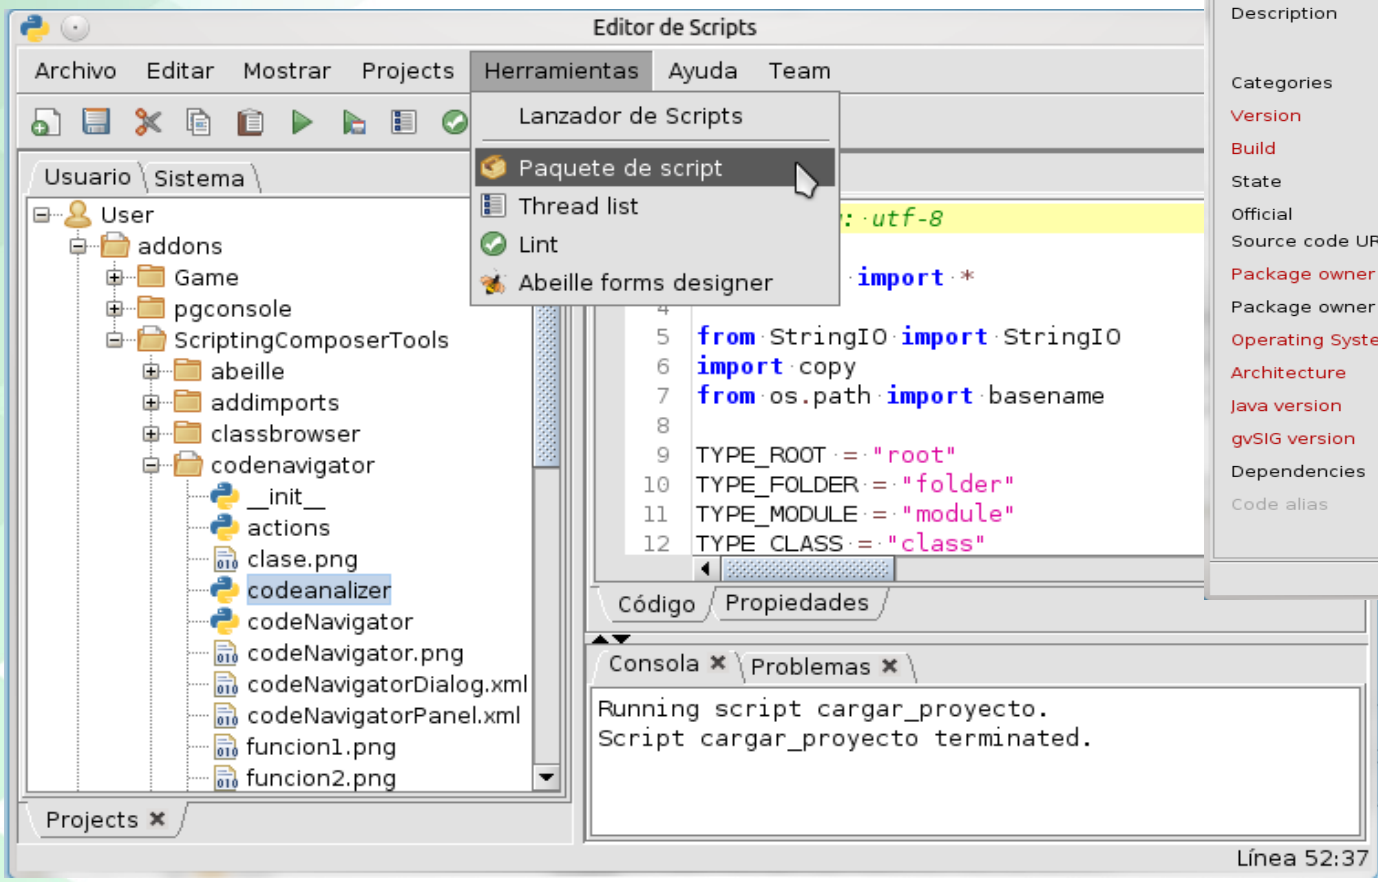 Editor de Scripts
Archivo Editar Mostrar Projects Herramientas Ayuda Team
Lanzador de Scripts
Paquete de script
Thread list
Lint
Abeille forms designer
Usuario Sistema
User
addons
Game
pgconsole
ScriptingComposerTools
abeille
addimports
classbrowser
codenavigator
__init__
actions
clase.png
codeanalizer
codeNavigator
codeNavigator.png
codeNavigatorDialog.xml
codeNavigatorPanel.xml
funcion1.png
funcion2.png
Projects
: utf-8
import *
4
5 from StringIO import StringIO
6 import copy
7 from os.path import basename
8
9 TYPE_ROOT = "root"
10 TYPE_FOLDER = "folder"
11 TYPE_MODULE = "module"
12 TYPE_CLASS = "class"
Código Propiedades
Consola Problemas
Running script cargar_proyecto.
Script cargar_proyecto terminated.
Línea 52:37
Description
Categories
Version
Build
State
Official
Source code UR
Package owner
Package owner
Operating Syste
Architecture
Java version
gvSIG version
Dependencies
Code alias